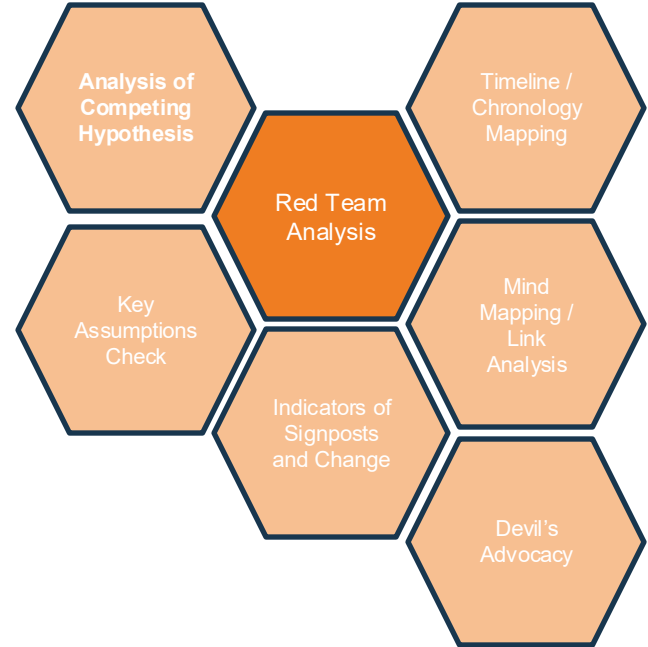 Analysis of
Competing
Hypothesis
Timeline /
Chronology
Mapping
Red Team
Analysis
Key
Assumptions
Check
Mind
Mapping /
Link
Analysis
Indicators of
Signposts
and Change
Devil’s
Advocacy